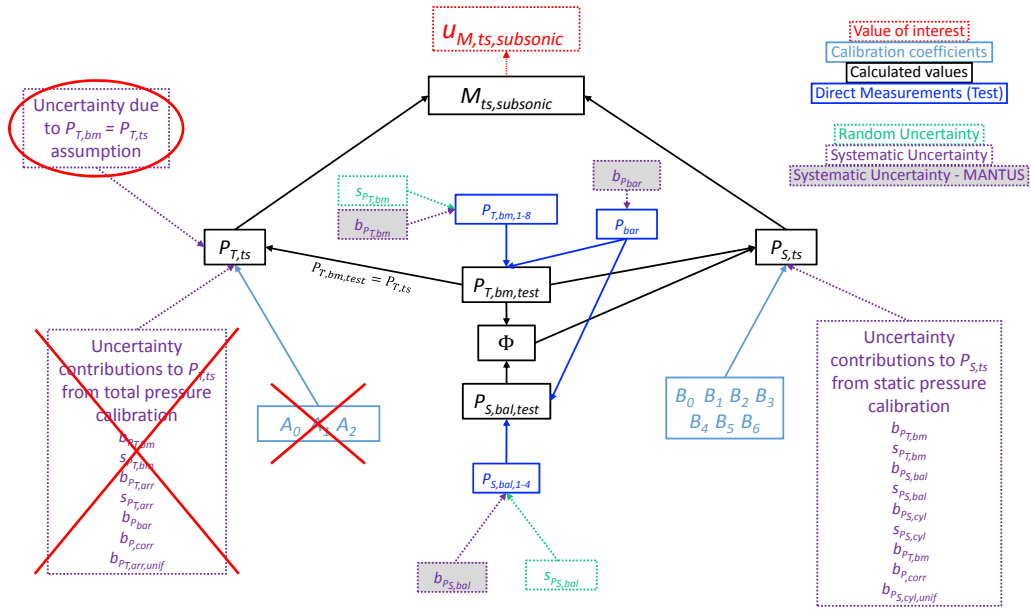 u_M,ts,subsonic
Value of interest
Calibration coefficients
Calculated values
Direct Measurements (Test)
M_ts,subsonic
Uncertainty due
to P_T,bm = P_T,ts
assumption
Random Uncertainty
Systematic Uncertainty
Systematic Uncertainty - MANTUS
b_P_bar
s_P_T,bm
b_P_T,bm
P_T,bm,1-8
P_bar
P_T,ts
P_S,ts
P_T,bm,test = P_T,ts
P_T,bm,test
Φ
P_S,bal,test
Uncertainty
contributions to P_T,ts
from total pressure
calibration
b_P_T,bm
s_P_T,bm
b_P_T,arr
s_P_T,arr
b_P_bar
b_P,corr
b_P_T,arr,unif
A_0 A_1 A_2
P_S,bal,1-4
b_P_S,bal
s_P_S,bal
B_0 B_1 B_2 B_3
B_4 B_5 B_6
Uncertainty
contributions to P_S,ts
from static pressure
calibration
b_P_T,bm
s_P_T,bm
b_P_S,bal
s_P_S,bal
b_P_S,cyl
s_P_S,cyl
b_P_T,bm
b_P,corr
b_P_S,cyl,unif